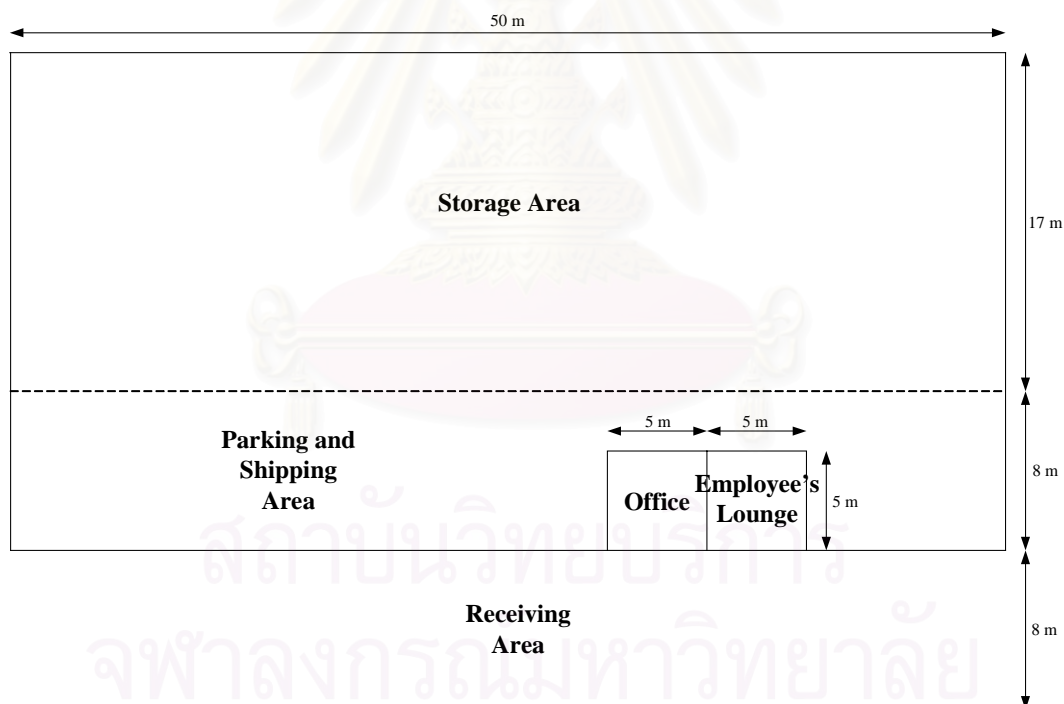 50 m
Storage Area
17 m
Parking and
Shipping
Area
5 m
5 m
Office
Employee's
Lounge
5 m
8 m
สถาบันวิทยบริการ
Receiving
Area
8 m
จุฬาลงกรณ์มหาวิทยาลัย